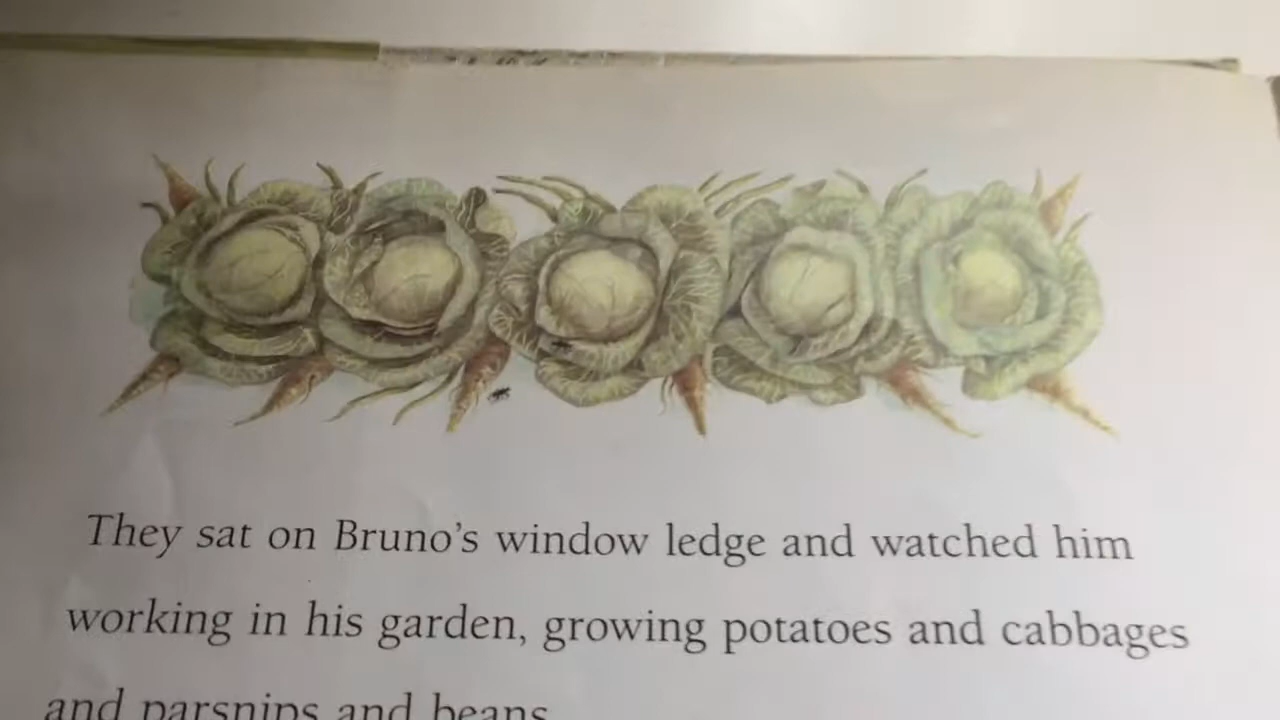 They sat on Bruno's window ledge and watched him
working in his garden, growing potatoes and cabbages
and parsnips and beans